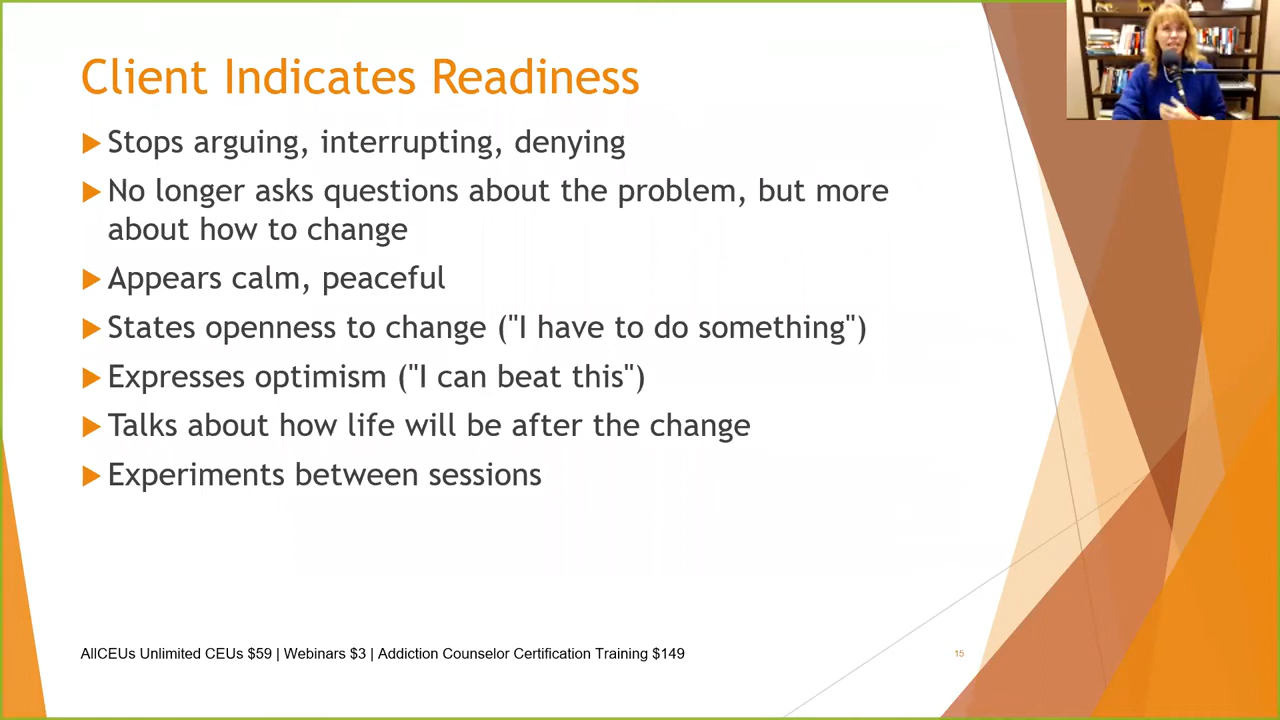 Client Indicates Readiness
Stops arguing, interrupting, denying
No longer asks questions about the problem, but more
about how to change
Appears calm, peaceful
States openness to change ("I have to do something")
Expresses optimism ("I can beat this")
Talks about how life will be after the change
Experiments between sessions
AllCEUs Unlimited CEUs $59 | Webinars $3 | Addiction Counselor Certification Training $149
15